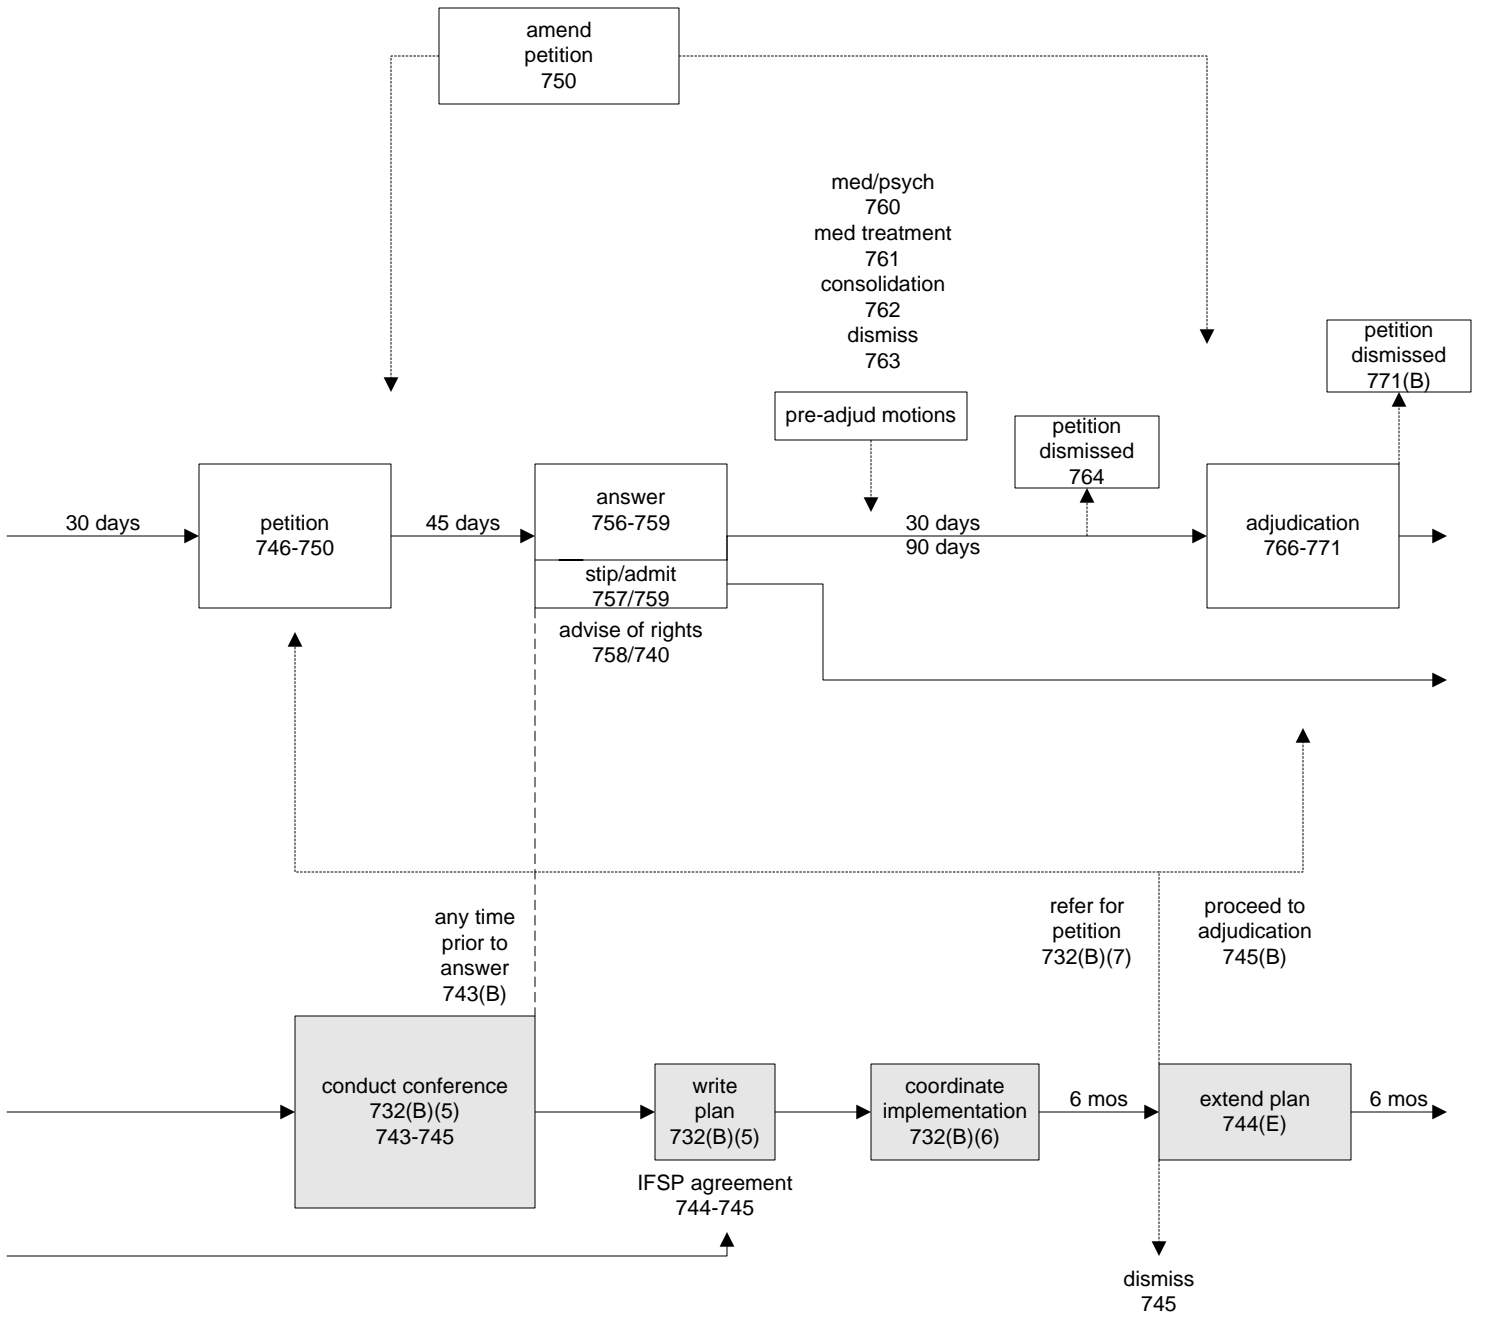 amend
petition
750
med/psych
760
med treatment
761
consolidation
762
dismiss
763
petition
dismissed
771(B)
pre-adjud motions
petition
dismissed
764
30 days
petition
746-750
45 days
answer
756-759
30 days
90 days
adjudication
766-771
stip/admit
757/759
advise of rights
758/740
any time
prior to
answer
743(B)
refer for
petition
732(B)(7)
proceed to
adjudication
745(B)
conduct conference
732(B)(5)
743-745
write
plan
732(B)(5)
IFSP agreement
744-745
coordinate
implementation
732(B)(6)
6 mos
extend plan
744(E)
6 mos
dismiss
745